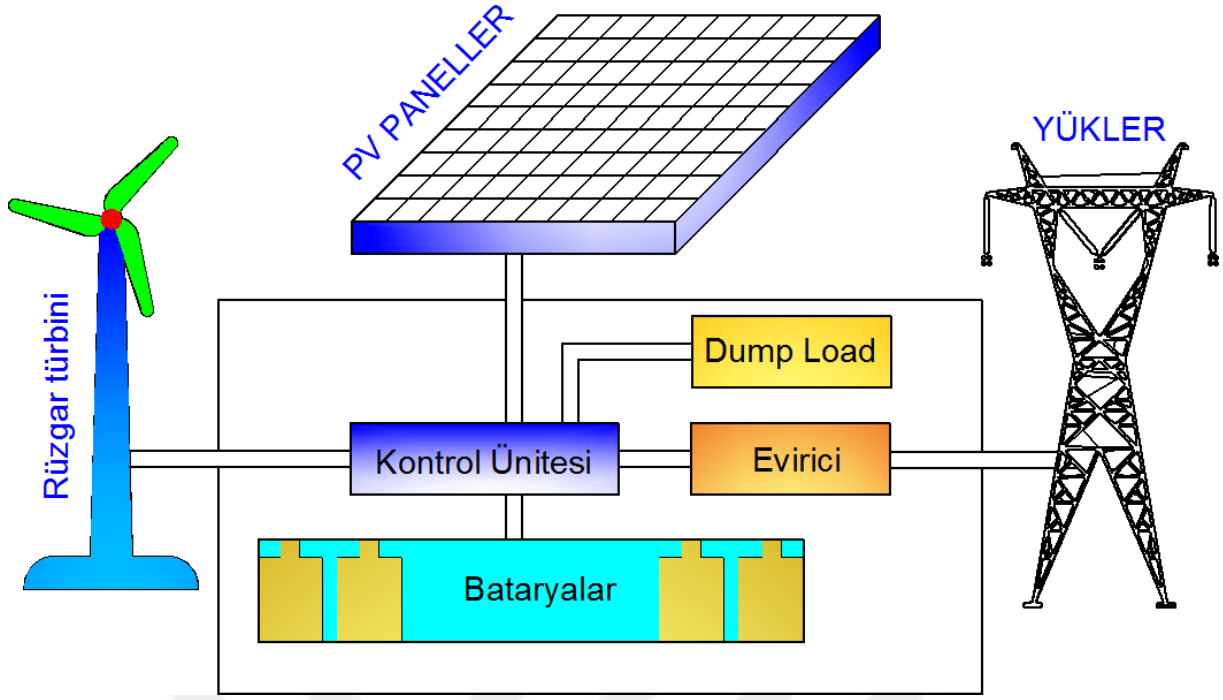 PV PANELLER
YÜKLER
Rüzgar türbini
Dump Load
Kontrol Ünitesi
Evirici
Bataryalar